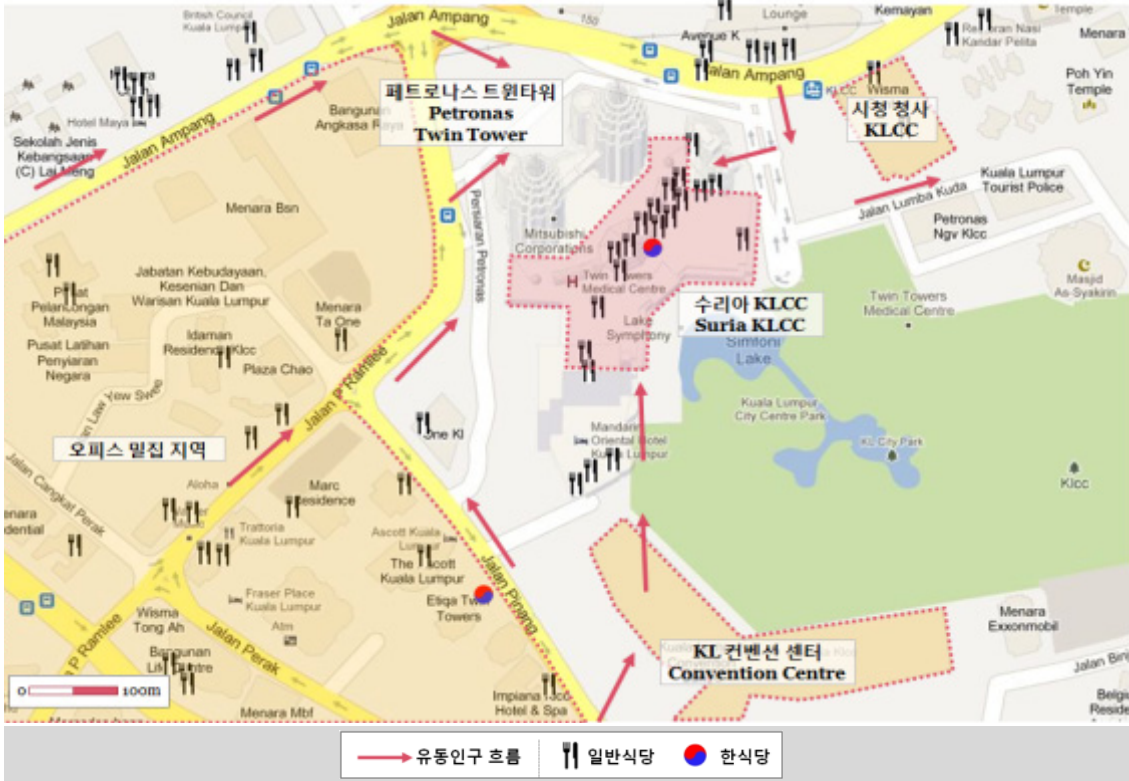 British Council
Kuala Lumpur
Jalan Ampang
Lounge
Kemayan
Temple
Avenue K
Nasi
Kandar Pelita
Menara
Jalan Ampang
KLCC
Wisma
Poh Yin
Temple
페트로나스 트윈타워
Petronas
Twin Tower
시청 청사
KLCC
Bangunan
Angkasa Raya
Hotel Maya
Sekolah Jenis
Kebangsaan
(C) Lai Meng
Jalan Ampang
Kuala Lumpur
Tourist Police
Jalan Lumba Kuda
Petronas
Ngv Klcc
Menara Bsn
Persiaran Petronas
Mitsubishi
Corporations
Masjid
As-Syakirin
Jabatan Kebudayaan,
Kesenian Dan
Warisan Kuala Lumpur
Twin Towers
Medical Centre
Twin Towers
Medical Centre
Pelancongan
Malaysia
Menara
Ta One
수리아 KLCC
Suria KLCC
Lake
Symphony
Simfoni
Lake
Idaman
Residence Klcc
Pusat Latihan
Penyiaran
Negara
Plaza Chao
Law Yew Swee
Jalan P Ramlee
Kuala Lumpur
City Centre Park
One Kl
Mandarin
Oriental Hotel
Kuala Lumpur
KL City Park
오피스 밀집 지역
Jalan Cangkat Perak
Aloha
Marc
Residence
Klcc
Trattoria
Kuala Lumpur
Ascott Kuala
Lumpur
The Ascott
Kuala Lumpur
Jalan Pinang
Fraser Place
Kuala Lumpur
Etiqa Twin
Towers
Wisma
Tong Ah
Atm
Menara
Exxonmobil
P Ramlee
Jalan Perak
KL 컨벤션 센터
Convention Centre
Bangunan
Jalan Binj
0 100m
Impiana Klcc
Hotel & Spa
Menara Mbf
Belgi
Reside
유동인구 흐름 일반식당 한식당